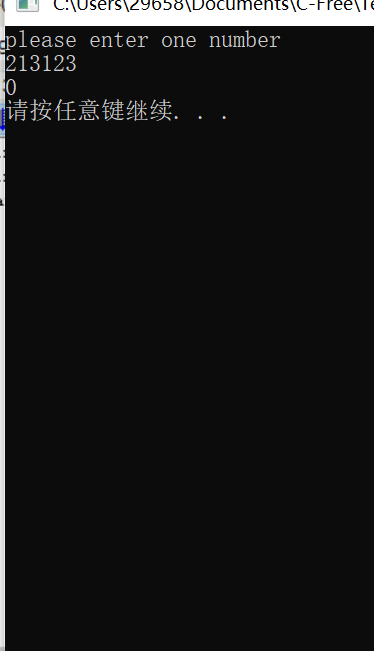 C:\Users\29658\Documents\C-Free\Te
please enter one number
213123
0
请按任意键继续. . .